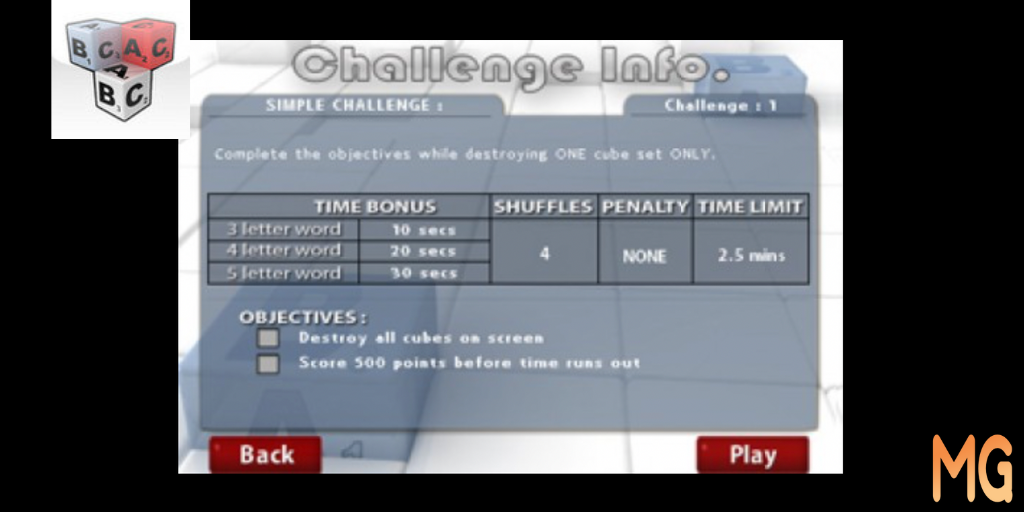 B C A C
A
B C
Challenge Info.
SIMPLE CHALLENGE :
Challenge : 1
Complete the objectives while destroying ONE cube set ONLY.
TIME BONUS SHUFFLES PENALTY TIME LIMIT
3 letter word 10 secs
4 letter word 20 secs
4 NONE 2.5 mins
5 letter word 30 secs
OBJECTIVES :
Destroy all cubes on screen
Score 500 points before time runs out
Back
Play
MG